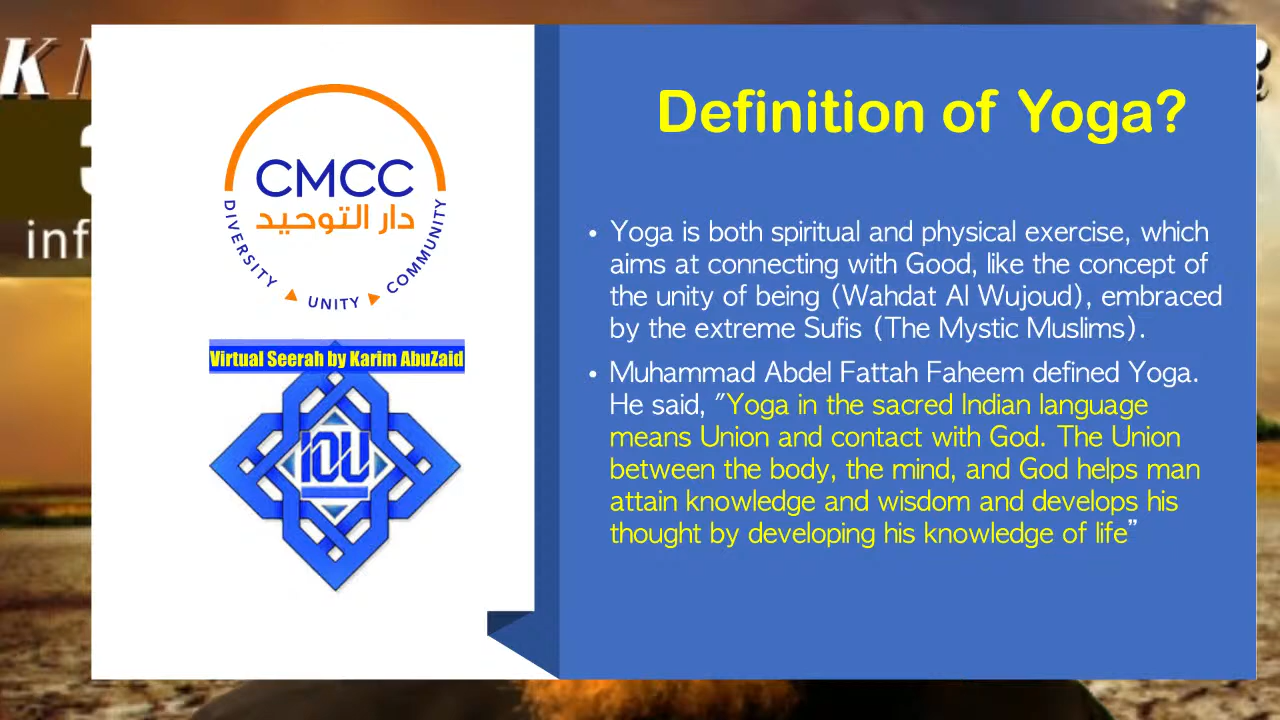 K
inf
CMCC
دار التوحيد
DIVERSITY UNITY COMMUNITY
Virtual Seerah by Karim AbuZaid
IOU
Definition of Yoga?
• Yoga is both spiritual and physical exercise, which
aims at connecting with Good, like the concept of
the unity of being (Wahdat Al Wujoud), embraced
by the extreme Sufis (The Mystic Muslims).
• Muhammad Abdel Fattah Faheem defined Yoga.
He said, "Yoga in the sacred Indian language
means Union and contact with God. The Union
between the body, the mind, and God helps man
attain knowledge and wisdom and develops his
thought by developing his knowledge of life”